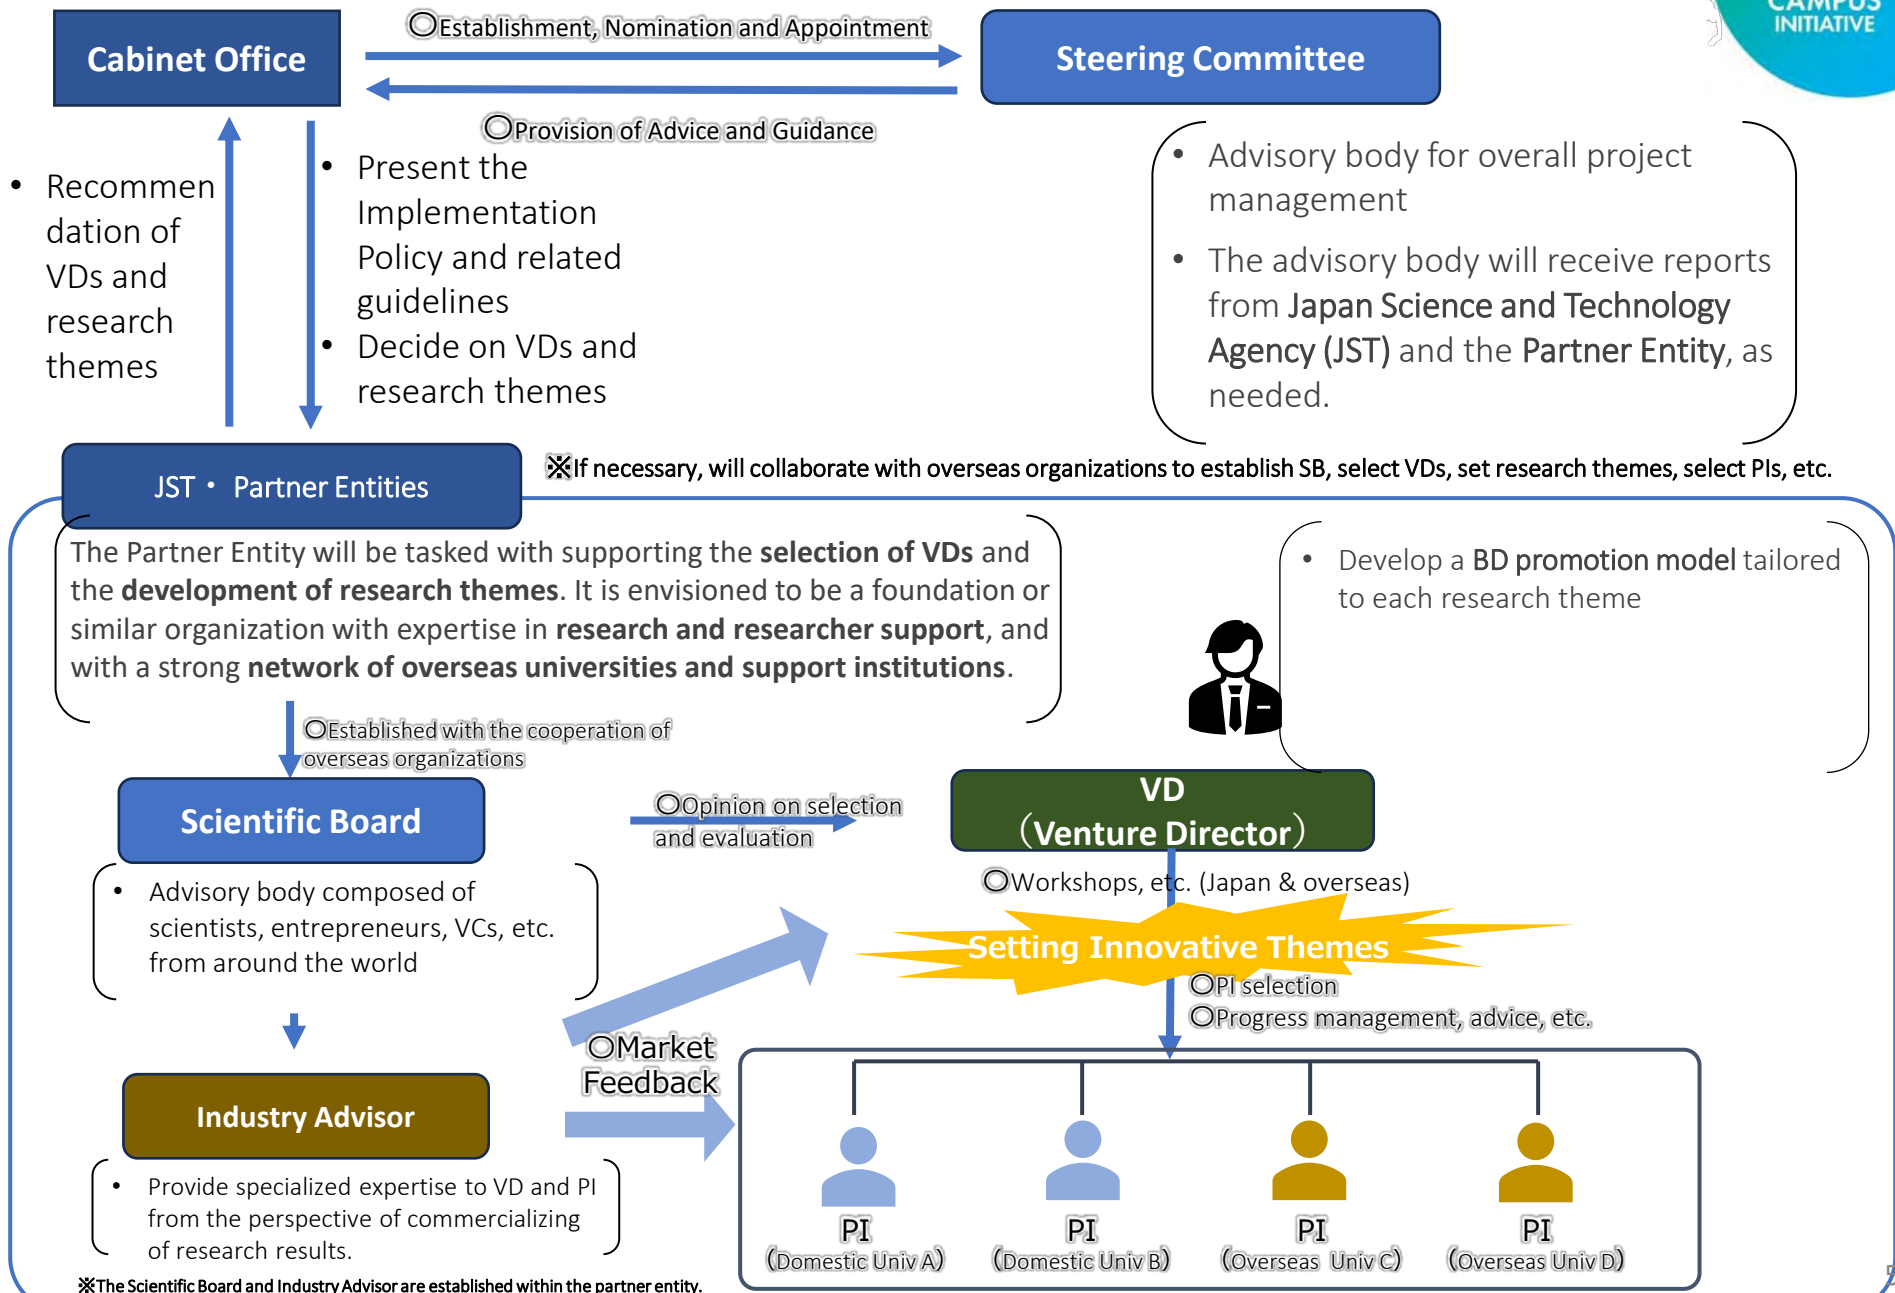 CAMPUS
INITIATIVE
Cabinet Office
〇Establishment, Nomination and Appointment
Steering Committee
〇Provision of Advice and Guidance
• Recommen
dation of
VDs and
research
themes
• Present the
Implementation
Policy and related
guidelines
• Decide on VDs and
research themes
• Advisory body for overall project
management
• The advisory body will receive reports
from Japan Science and Technology
Agency (JST) and the Partner Entity, as
needed.
JST・ Partner Entities
※If necessary, will collaborate with overseas organizations to establish SB, select VDs, set research themes, select PIs, etc.
The Partner Entity will be tasked with supporting the selection of VDs and
the development of research themes. It is envisioned to be a foundation or
similar organization with expertise in research and researcher support, and
with a strong network of overseas universities and support institutions.
• Develop a BD promotion model tailored
to each research theme
〇Established with the cooperation of
overseas organizations
Scientific Board
〇Opinion on selection
and evaluation
VD
（Venture Director）
• Advisory body composed of
scientists, entrepreneurs, VCs, etc.
from around the world
〇Workshops, etc. (Japan & overseas)
Setting Innovative Themes
〇PI selection
〇Progress management, advice, etc.
〇Market
Feedback
Industry Advisor
• Provide specialized expertise to VD and PI
from the perspective of commercializing
of research results.
PI
(Domestic Univ A)
PI
(Domestic Univ B)
PI
(Overseas Univ C)
PI
(Overseas Univ D)
※The Scientific Board and Industry Advisor are established within the partner entity.